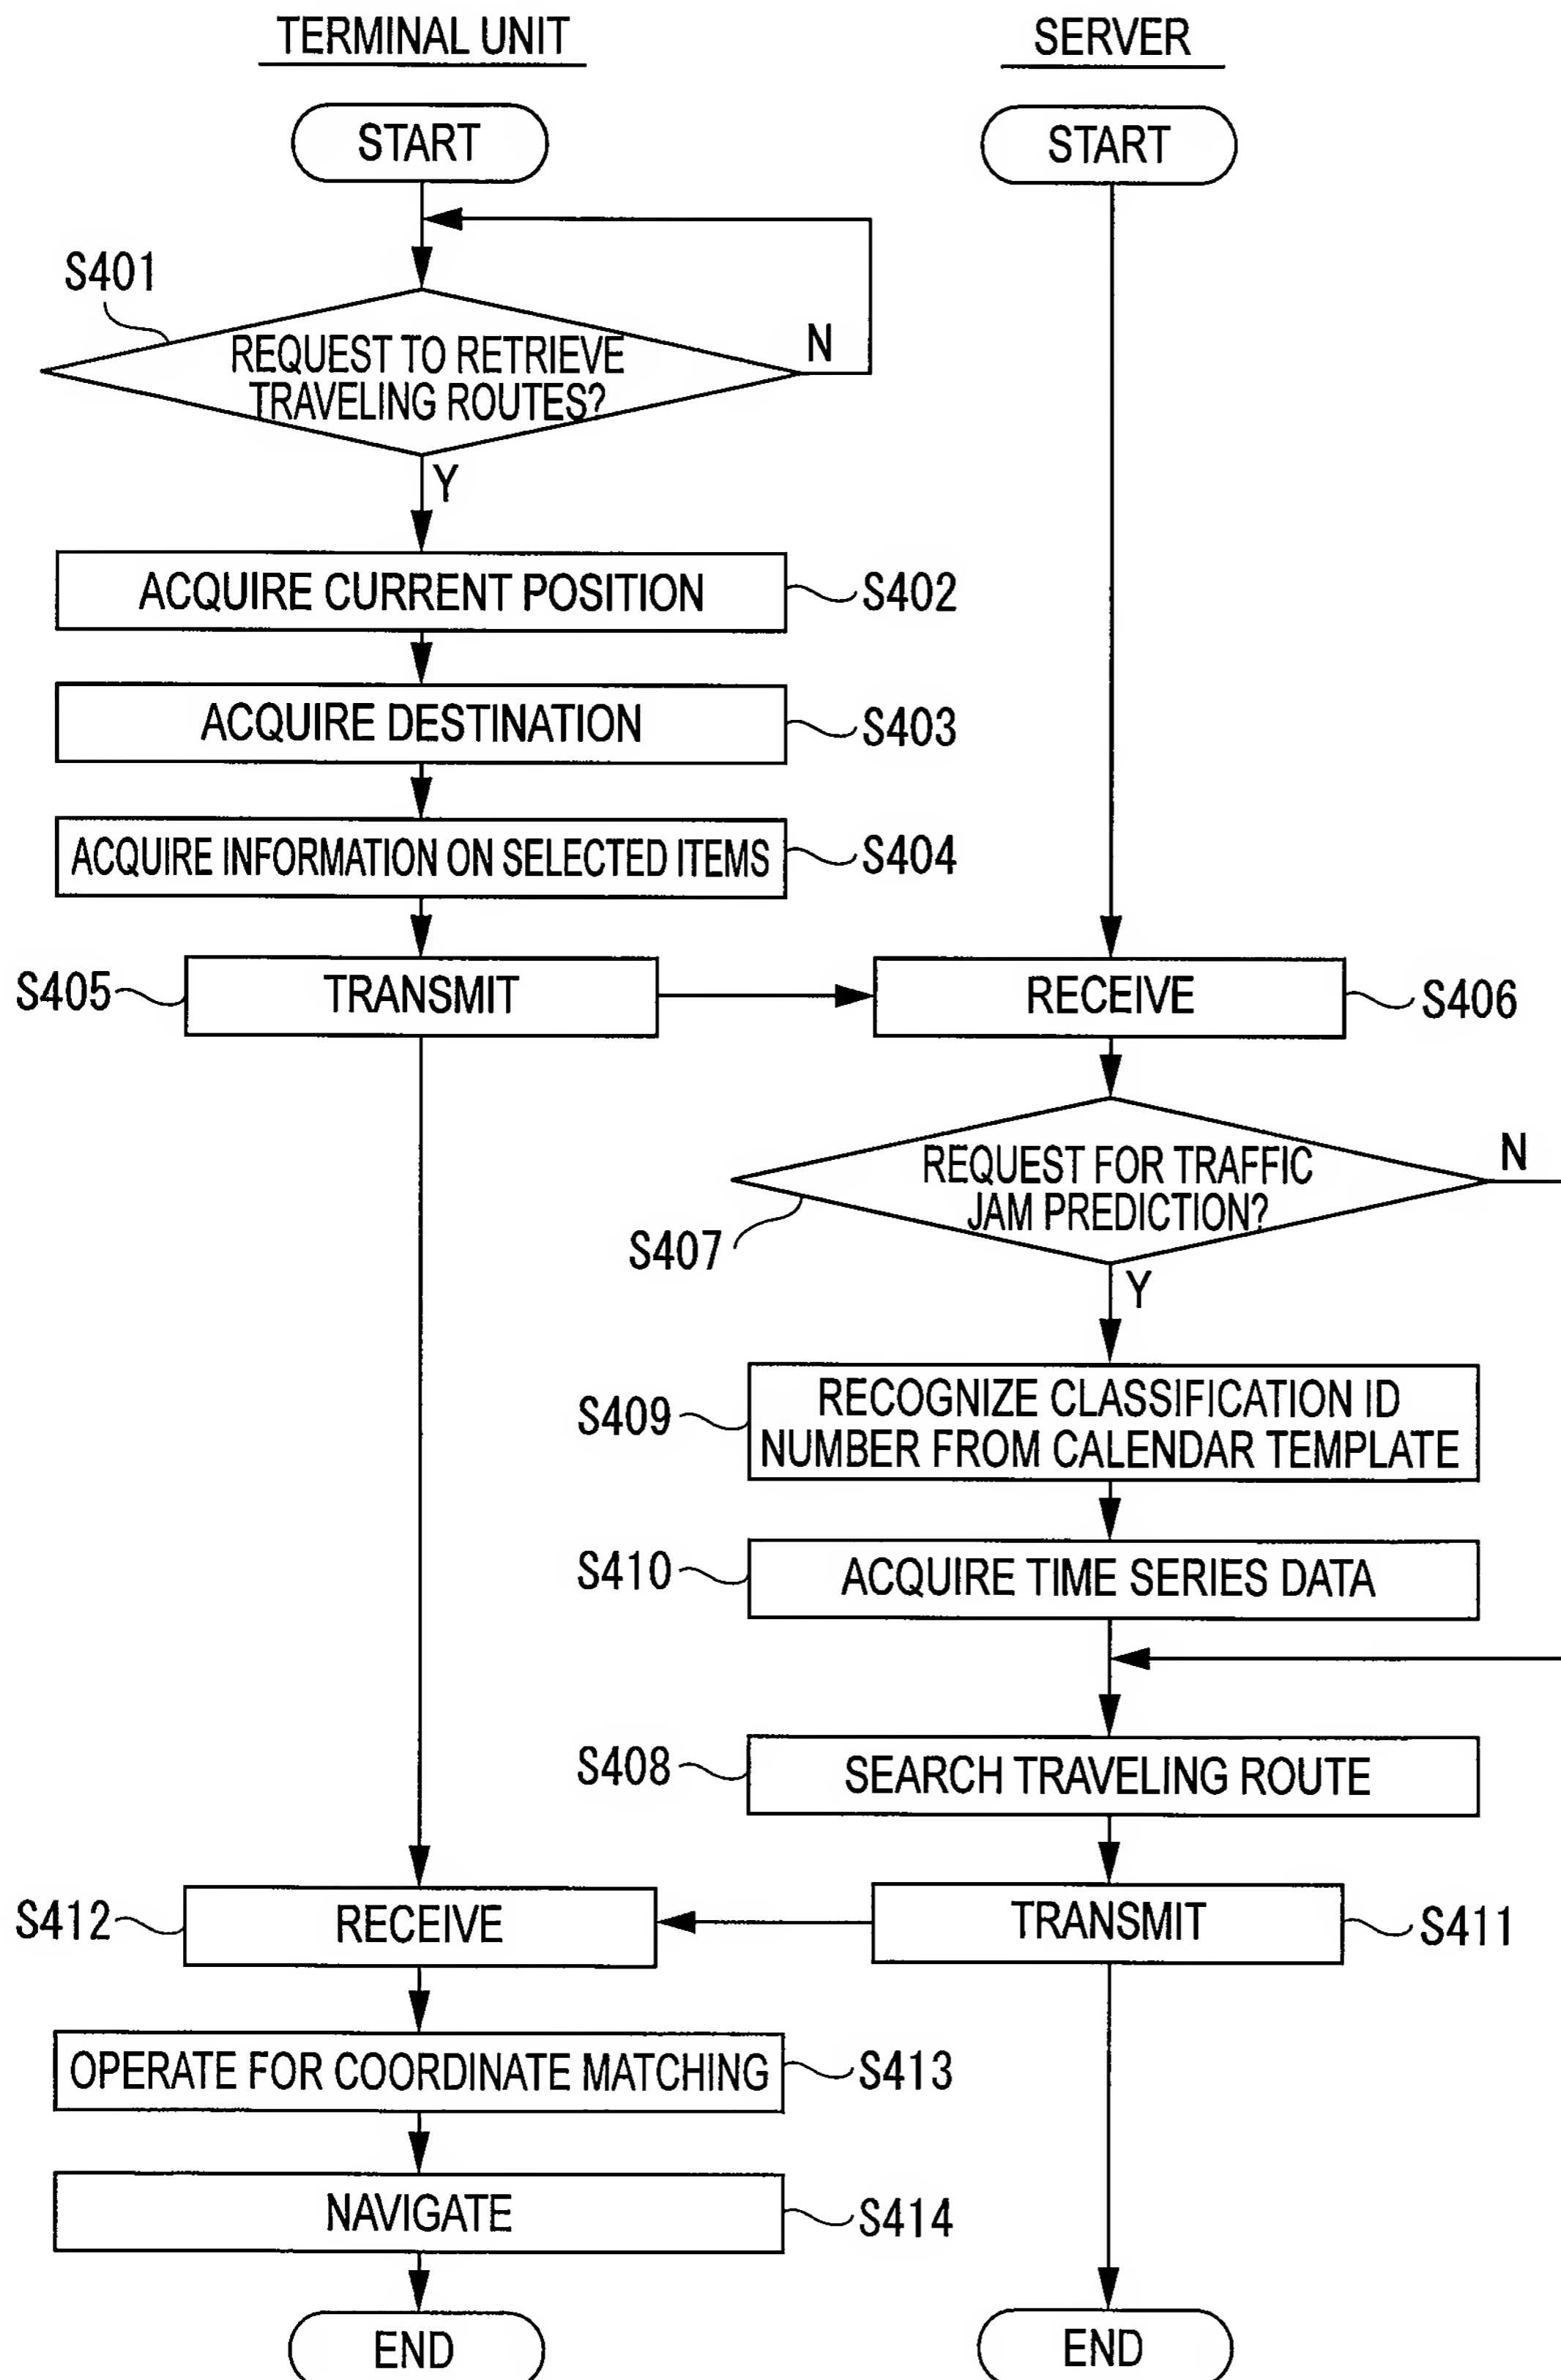 TERMINAL UNIT
SERVER
START
START
S401
REQUEST TO RETRIEVE
TRAVELING ROUTES?
N
Y
ACQUIRE CURRENT POSITION
S402
ACQUIRE DESTINATION
S403
ACQUIRE INFORMATION ON SELECTED ITEMS
S404
S405
TRANSMIT
RECEIVE
S406
REQUEST FOR TRAFFIC
JAM PREDICTION?
N
S407
Y
S409
RECOGNIZE CLASSIFICATION ID
NUMBER FROM CALENDAR TEMPLATE
S410
ACQUIRE TIME SERIES DATA
S408
SEARCH TRAVELING ROUTE
S412
RECEIVE
TRANSMIT
S411
OPERATE FOR COORDINATE MATCHING
S413
NAVIGATE
S414
END
END